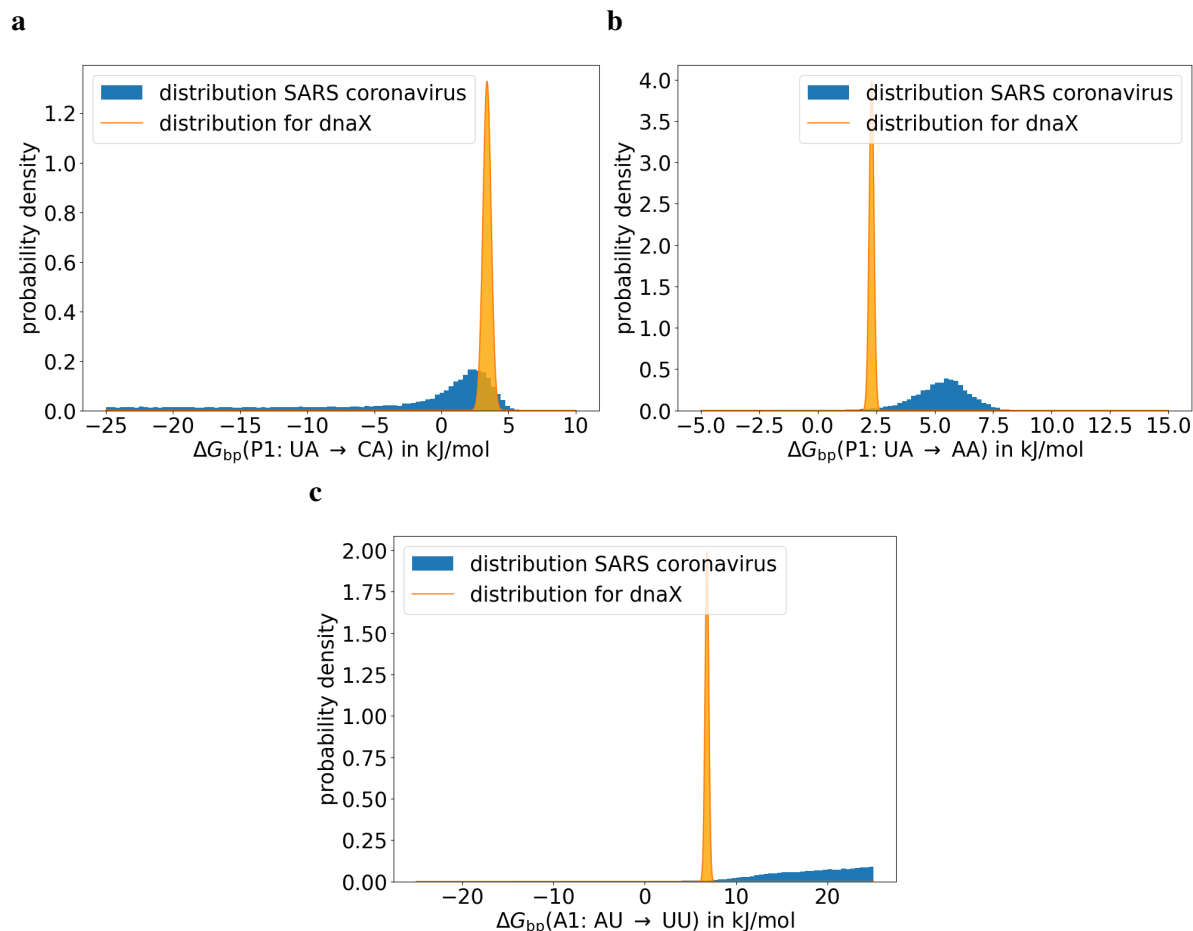 a
distribution SARS coronavirus
distribution for dnaX
probability density
1.2
1.0
0.8
0.6
0.4
0.2
0.0
−25 −20 −15 −10 −5 0 5 10
ΔG_bp(P1: UA → CA) in kJ/mol
b
distribution SARS coronavirus
distribution for dnaX
probability density
4.0
3.5
3.0
2.5
2.0
1.5
1.0
0.5
0.0
−5.0 −2.5 0.0 2.5 5.0 7.5 10.0 12.5 15.0
ΔG_bp(P1: UA → AA) in kJ/mol
c
distribution SARS coronavirus
distribution for dnaX
probability density
2.00
1.75
1.50
1.25
1.00
0.75
0.50
0.25
0.00
−20 −10 0 10 20
ΔG_bp(A1: AU → UU) in kJ/mol